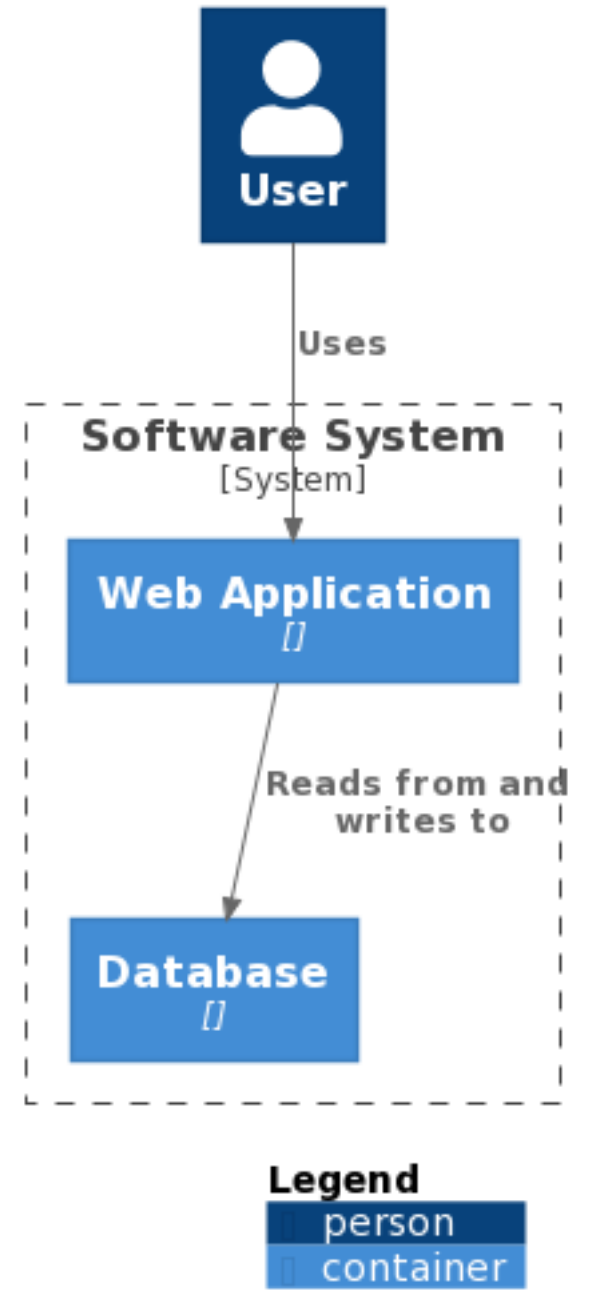 User
Uses
Software System
[System]
Web Application
[]
Reads from and
writes to
Database
[]
Legend
person
container